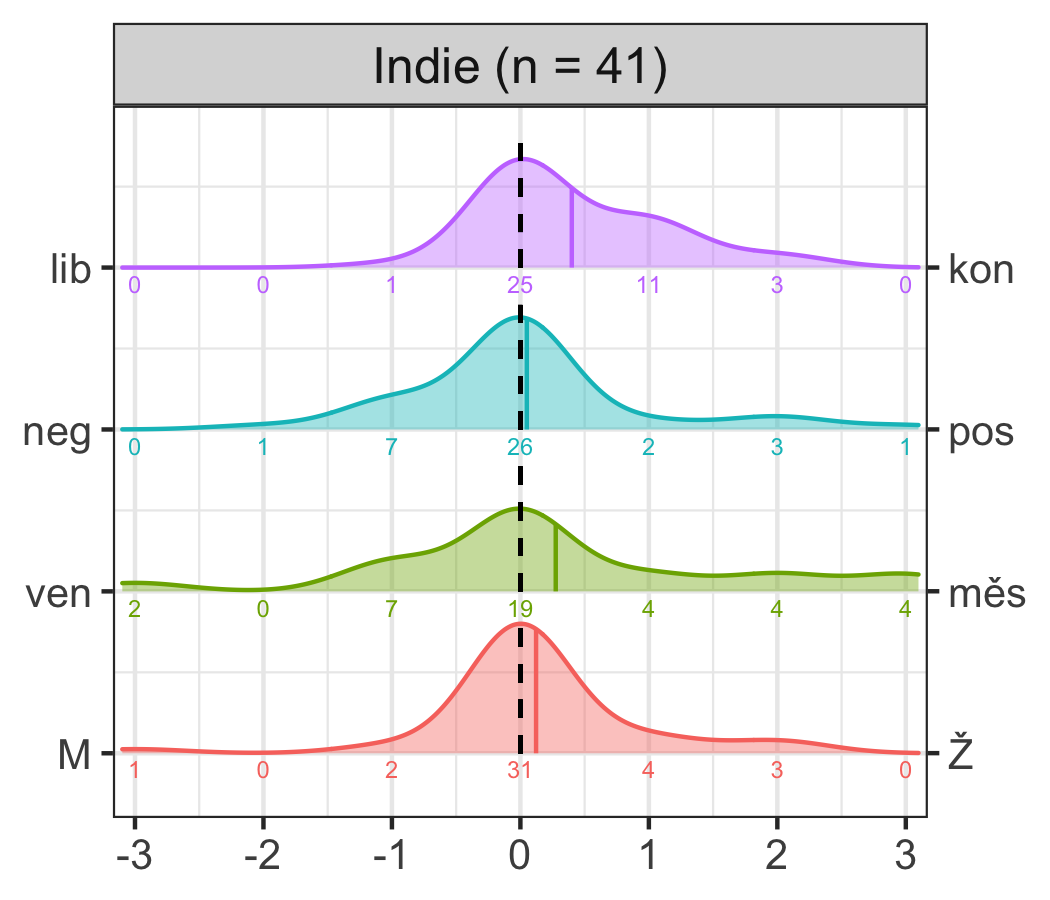 Indie (n = 41)
lib kon
0 0 1 25 11 3 0
neg pos
0 1 7 26 2 3 1
ven měs
2 0 7 19 4 4 4
M Ž
1 0 2 31 4 3 0
-3 -2 -1 0 1 2 3